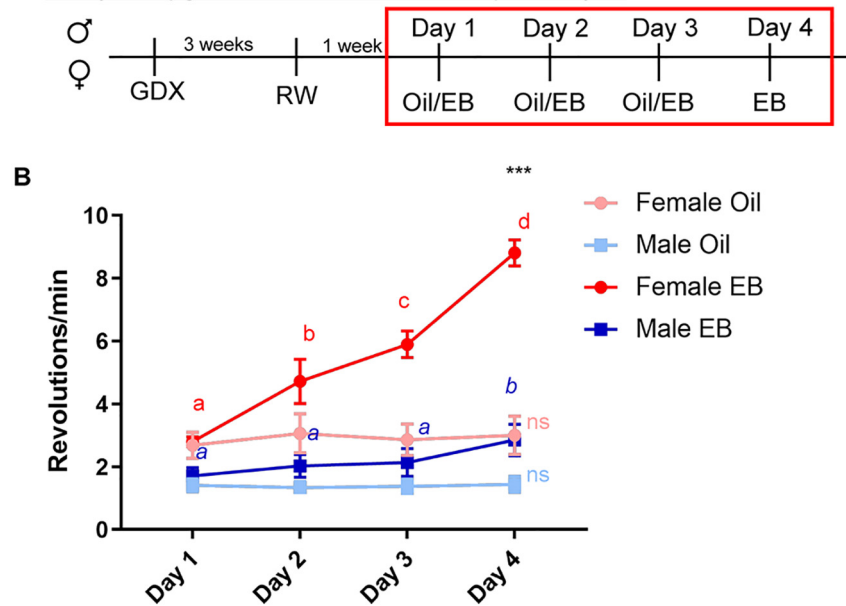 ♂ 3 weeks 1 week Day 1 Day 2 Day 3 Day 4
♀ GDX RW Oil/EB Oil/EB Oil/EB EB
B
***
Revolutions/min
10
8
6
4
2
0
d
c
b
a
b
a
a
a
ns
ns
Female Oil
Male Oil
Female EB
Male EB
Day 1 Day 2 Day 3 Day 4